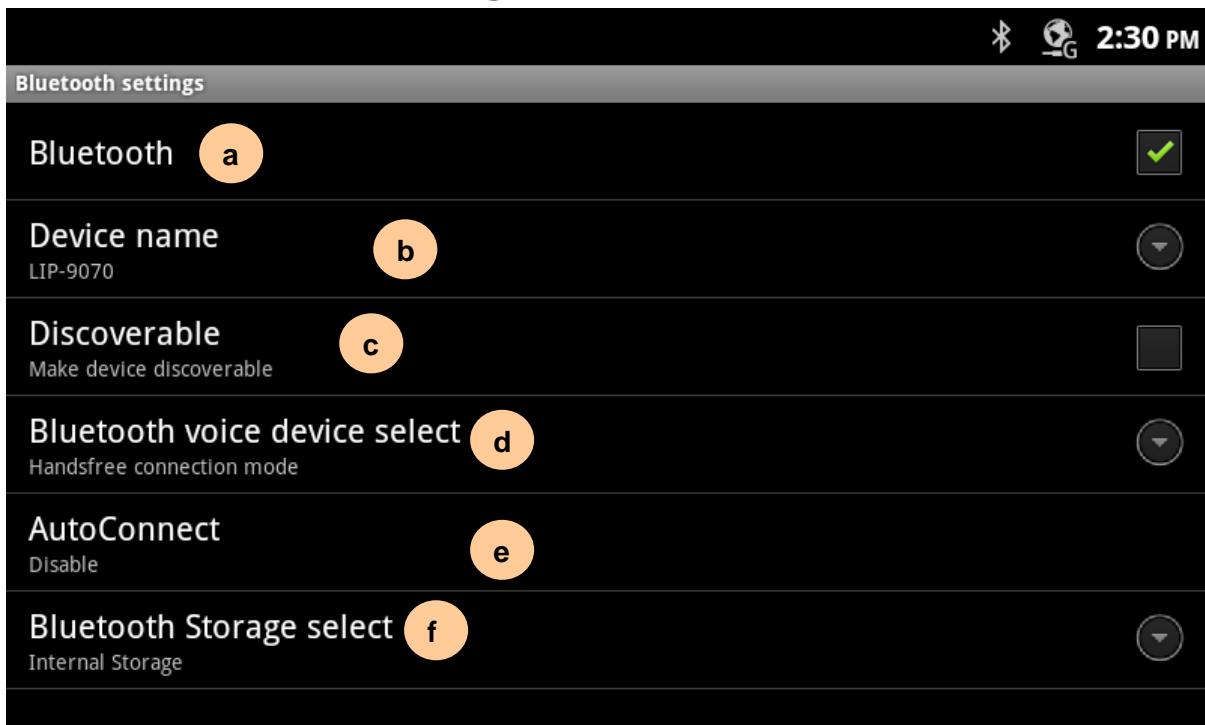 2:30 PM
Bluetooth settings
Bluetooth a
Device name
b
LIP-9070
Discoverable
c
Make device discoverable
Bluetooth voice device select d
Handsfree connection mode
AutoConnect
e
Disable
Bluetooth Storage select f
Internal Storage